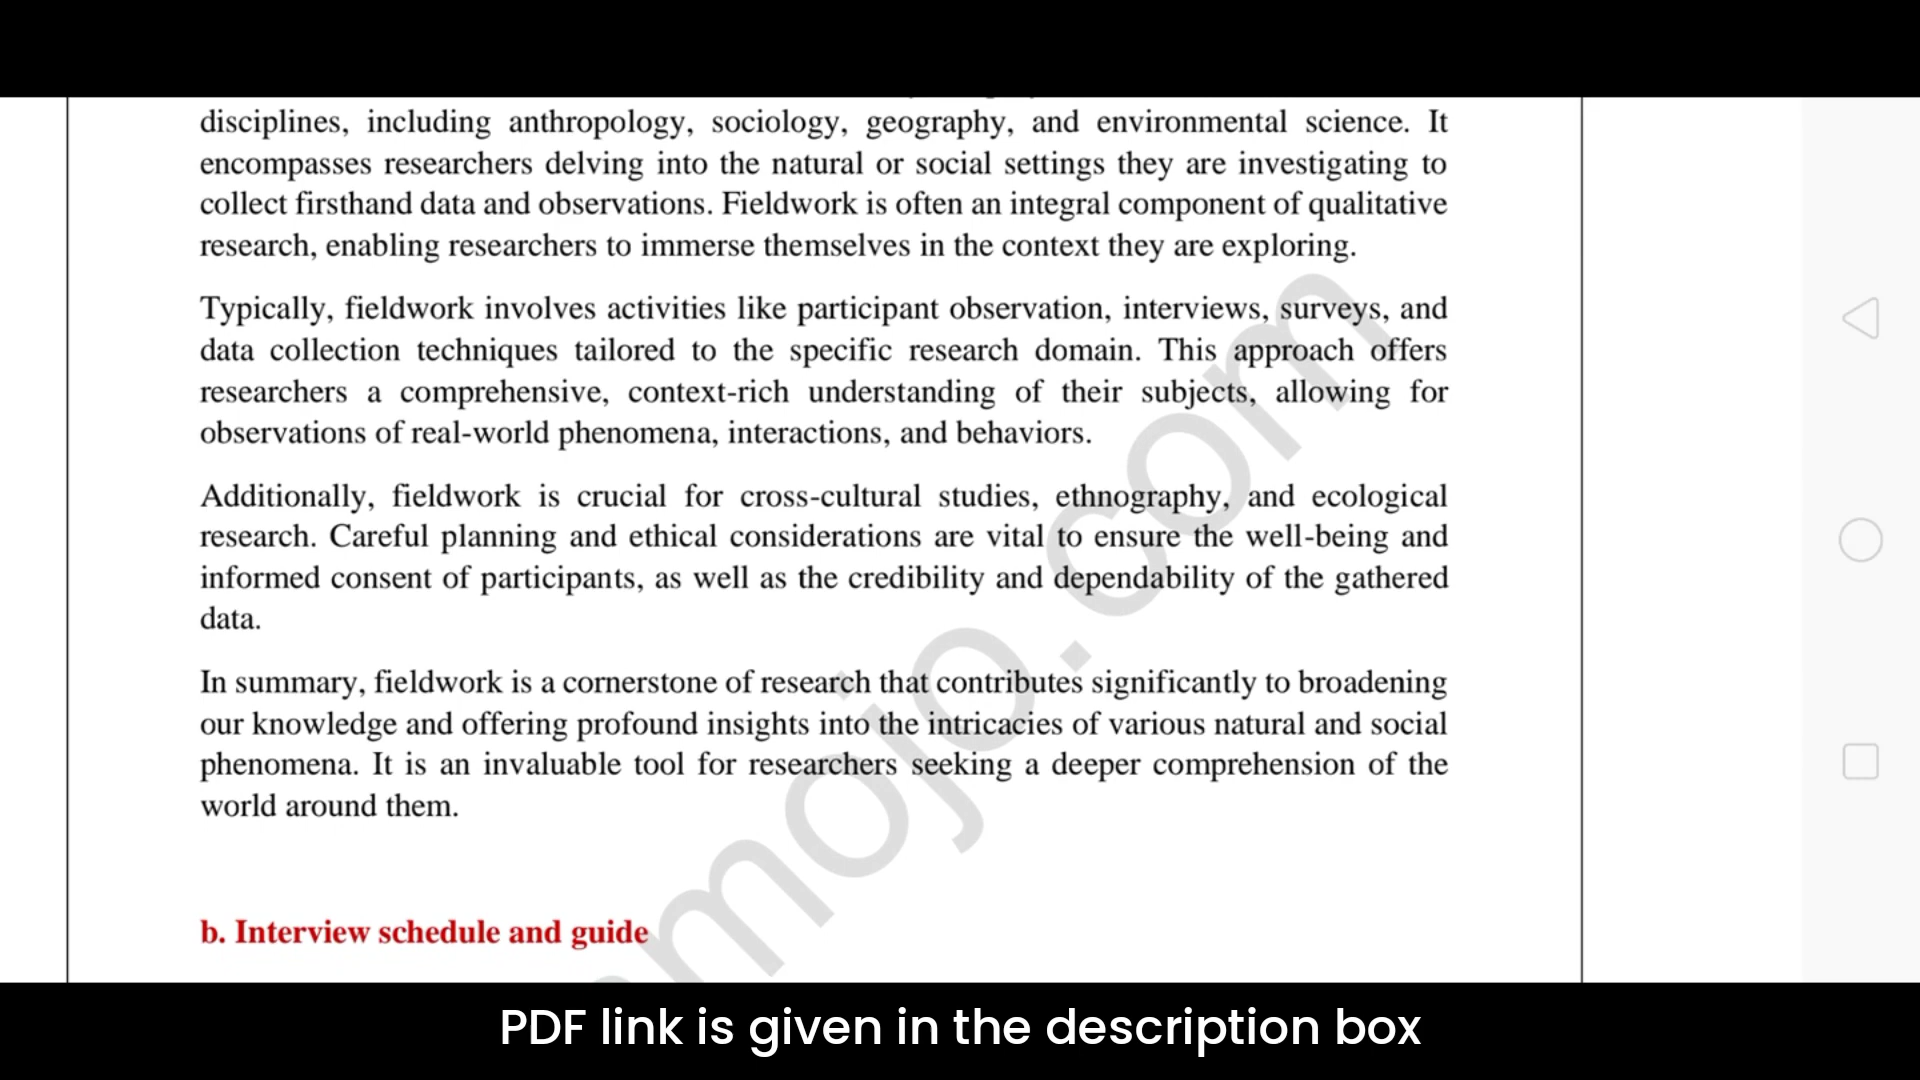 disciplines, including anthropology, sociology, geography, and environmental science. It
encompasses researchers delving into the natural or social settings they are investigating to
collect firsthand data and observations. Fieldwork is often an integral component of qualitative
research, enabling researchers to immerse themselves in the context they are exploring.
Typically, fieldwork involves activities like participant observation, interviews, surveys, and
data collection techniques tailored to the specific research domain. This approach offers
researchers a comprehensive, context-rich understanding of their subjects, allowing for
observations of real-world phenomena, interactions, and behaviors.
Additionally, fieldwork is crucial for cross-cultural studies, ethnography, and ecological
research. Careful planning and ethical considerations are vital to ensure the well-being and
informed consent of participants, as well as the credibility and dependability of the gathered
data.
In summary, fieldwork is a cornerstone of research that contributes significantly to broadening
our knowledge and offering profound insights into the intricacies of various natural and social
phenomena. It is an invaluable tool for researchers seeking a deeper comprehension of the
world around them.
b. Interview schedule and guide
PDF link is given in the description box